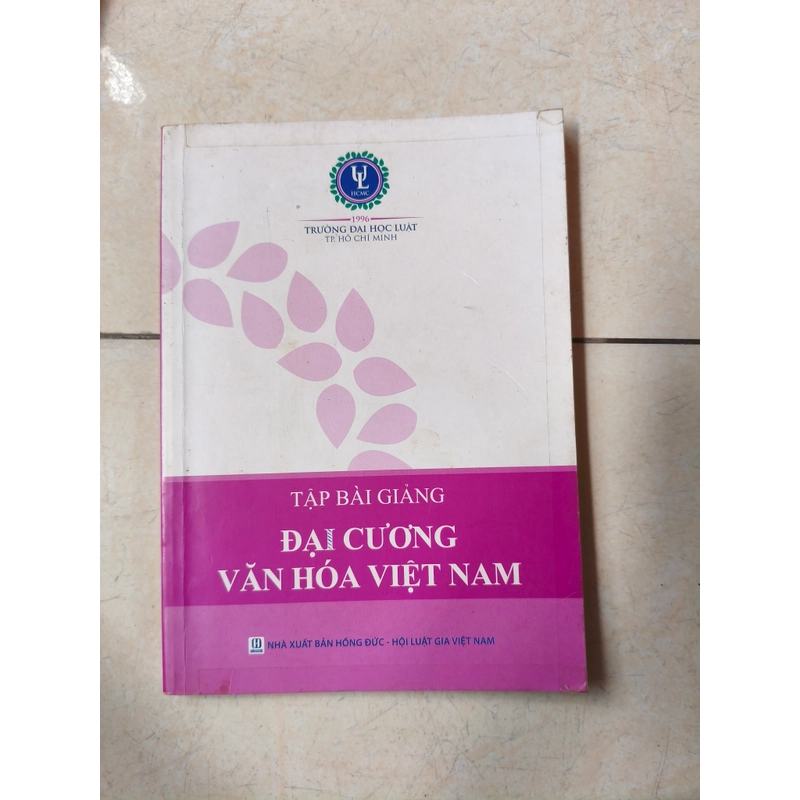 UL
HCMC
1996
TRƯỜNG ĐẠI HỌC LUẬT
TP. HỒ CHÍ MINH
TẬP BÀI GIẢNG
ĐẠI CƯƠNG
VĂN HÓA VIỆT NAM
NHÀ XUẤT BẢN HỒNG ĐỨC - HỘI LUẬT GIA VIỆT NAM